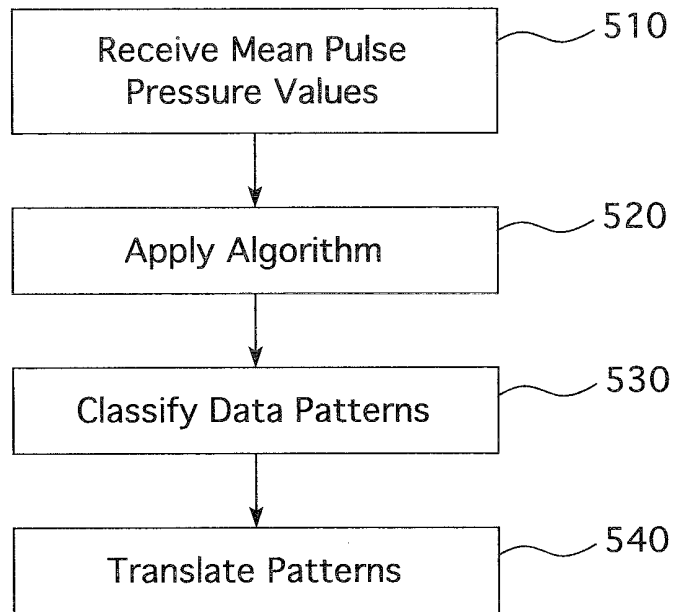 Receive Mean Pulse
Pressure Values
510
Apply Algorithm
520
Classify Data Patterns
530
Translate Patterns
540